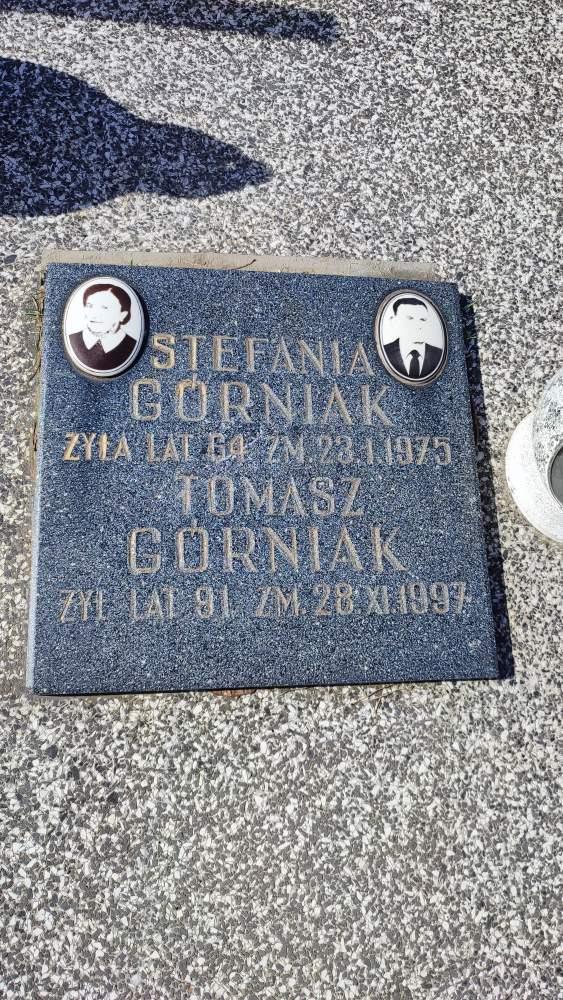 STEFANIA
GÓRNIAK
ŻYŁA LAT 64 ZM. 23.I.1975
TOMASZ
GÓRNIAK
ŻYŁ LAT 91 ZM. 28.XI.1997